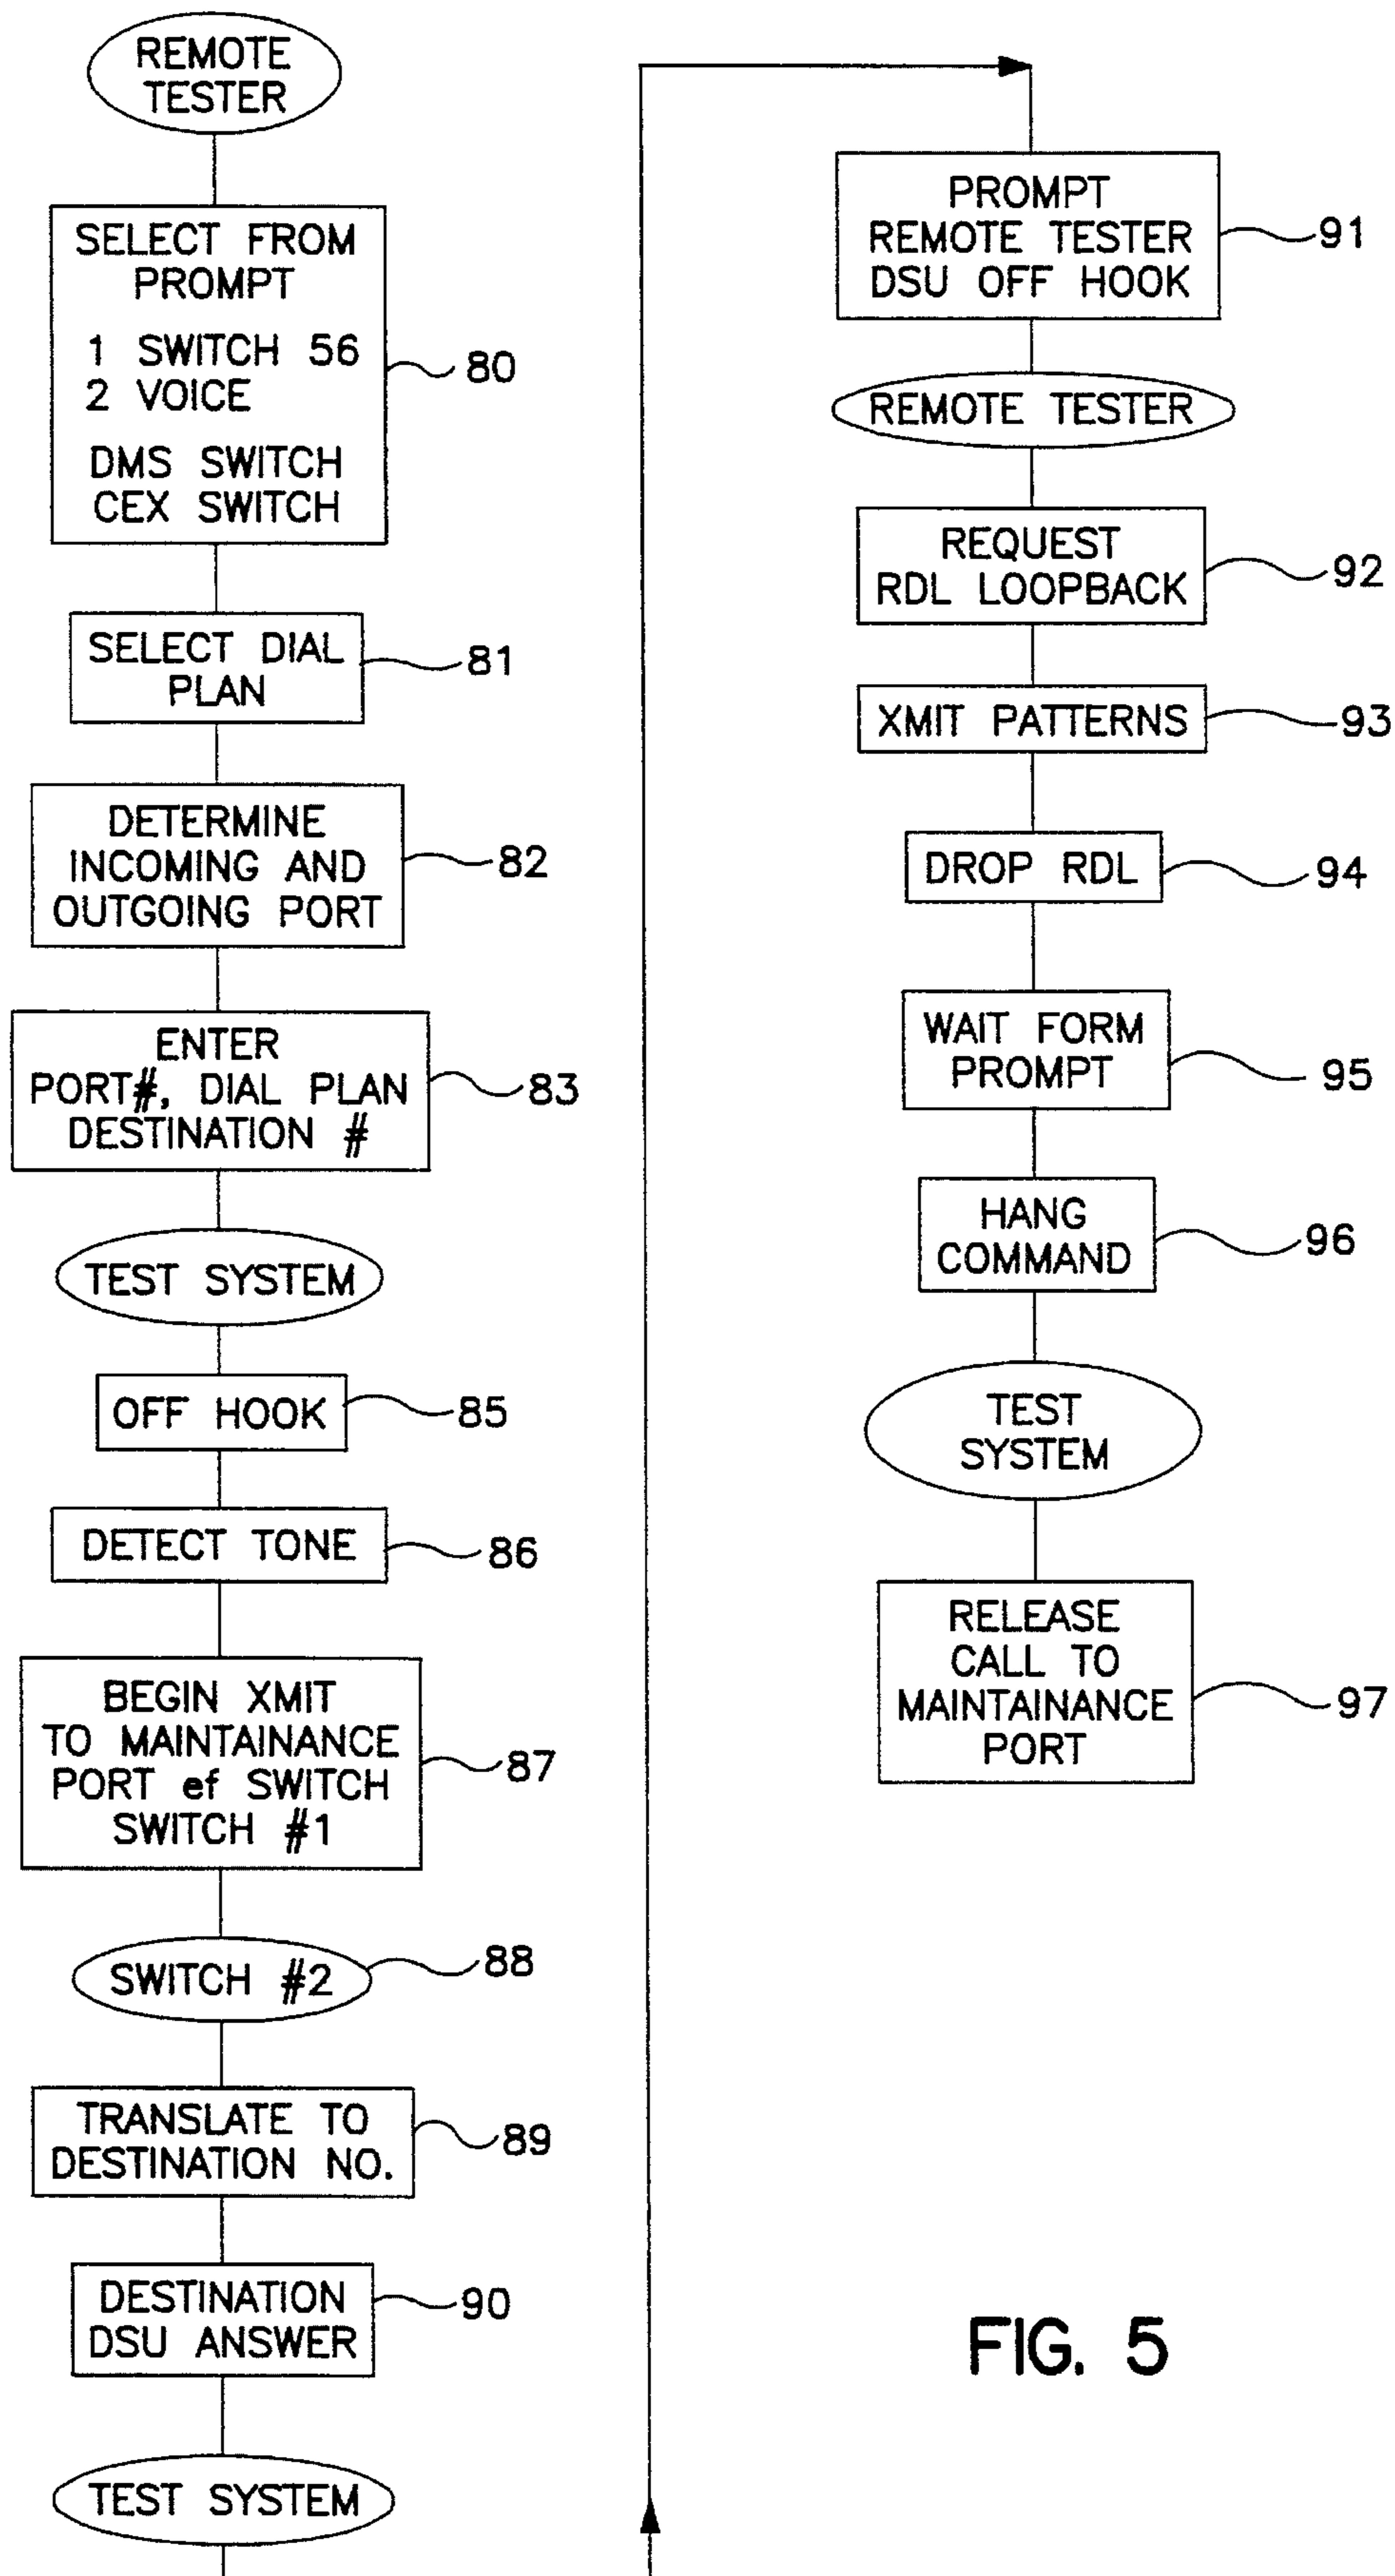 REMOTE
TESTER
SELECT FROM
PROMPT
1 SWITCH 56
2 VOICE
DMS SWITCH
CEX SWITCH
80
SELECT DIAL
PLAN
81
DETERMINE
INCOMING AND
OUTGOING PORT
82
ENTER
PORT#, DIAL PLAN
DESTINATION #
83
TEST SYSTEM
OFF HOOK
85
DETECT TONE
86
BEGIN XMIT
TO MAINTAINANCE
PORT ef SWITCH
SWITCH #1
87
SWITCH #2
88
TRANSLATE TO
DESTINATION NO.
89
DESTINATION
DSU ANSWER
90
TEST SYSTEM
PROMPT
REMOTE TESTER
DSU OFF HOOK
91
REMOTE TESTER
REQUEST
RDL LOOPBACK
92
XMIT PATTERNS
93
DROP RDL
94
WAIT FORM
PROMPT
95
HANG
COMMAND
96
TEST
SYSTEM
RELEASE
CALL TO
MAINTAINANCE
PORT
97
FIG. 5